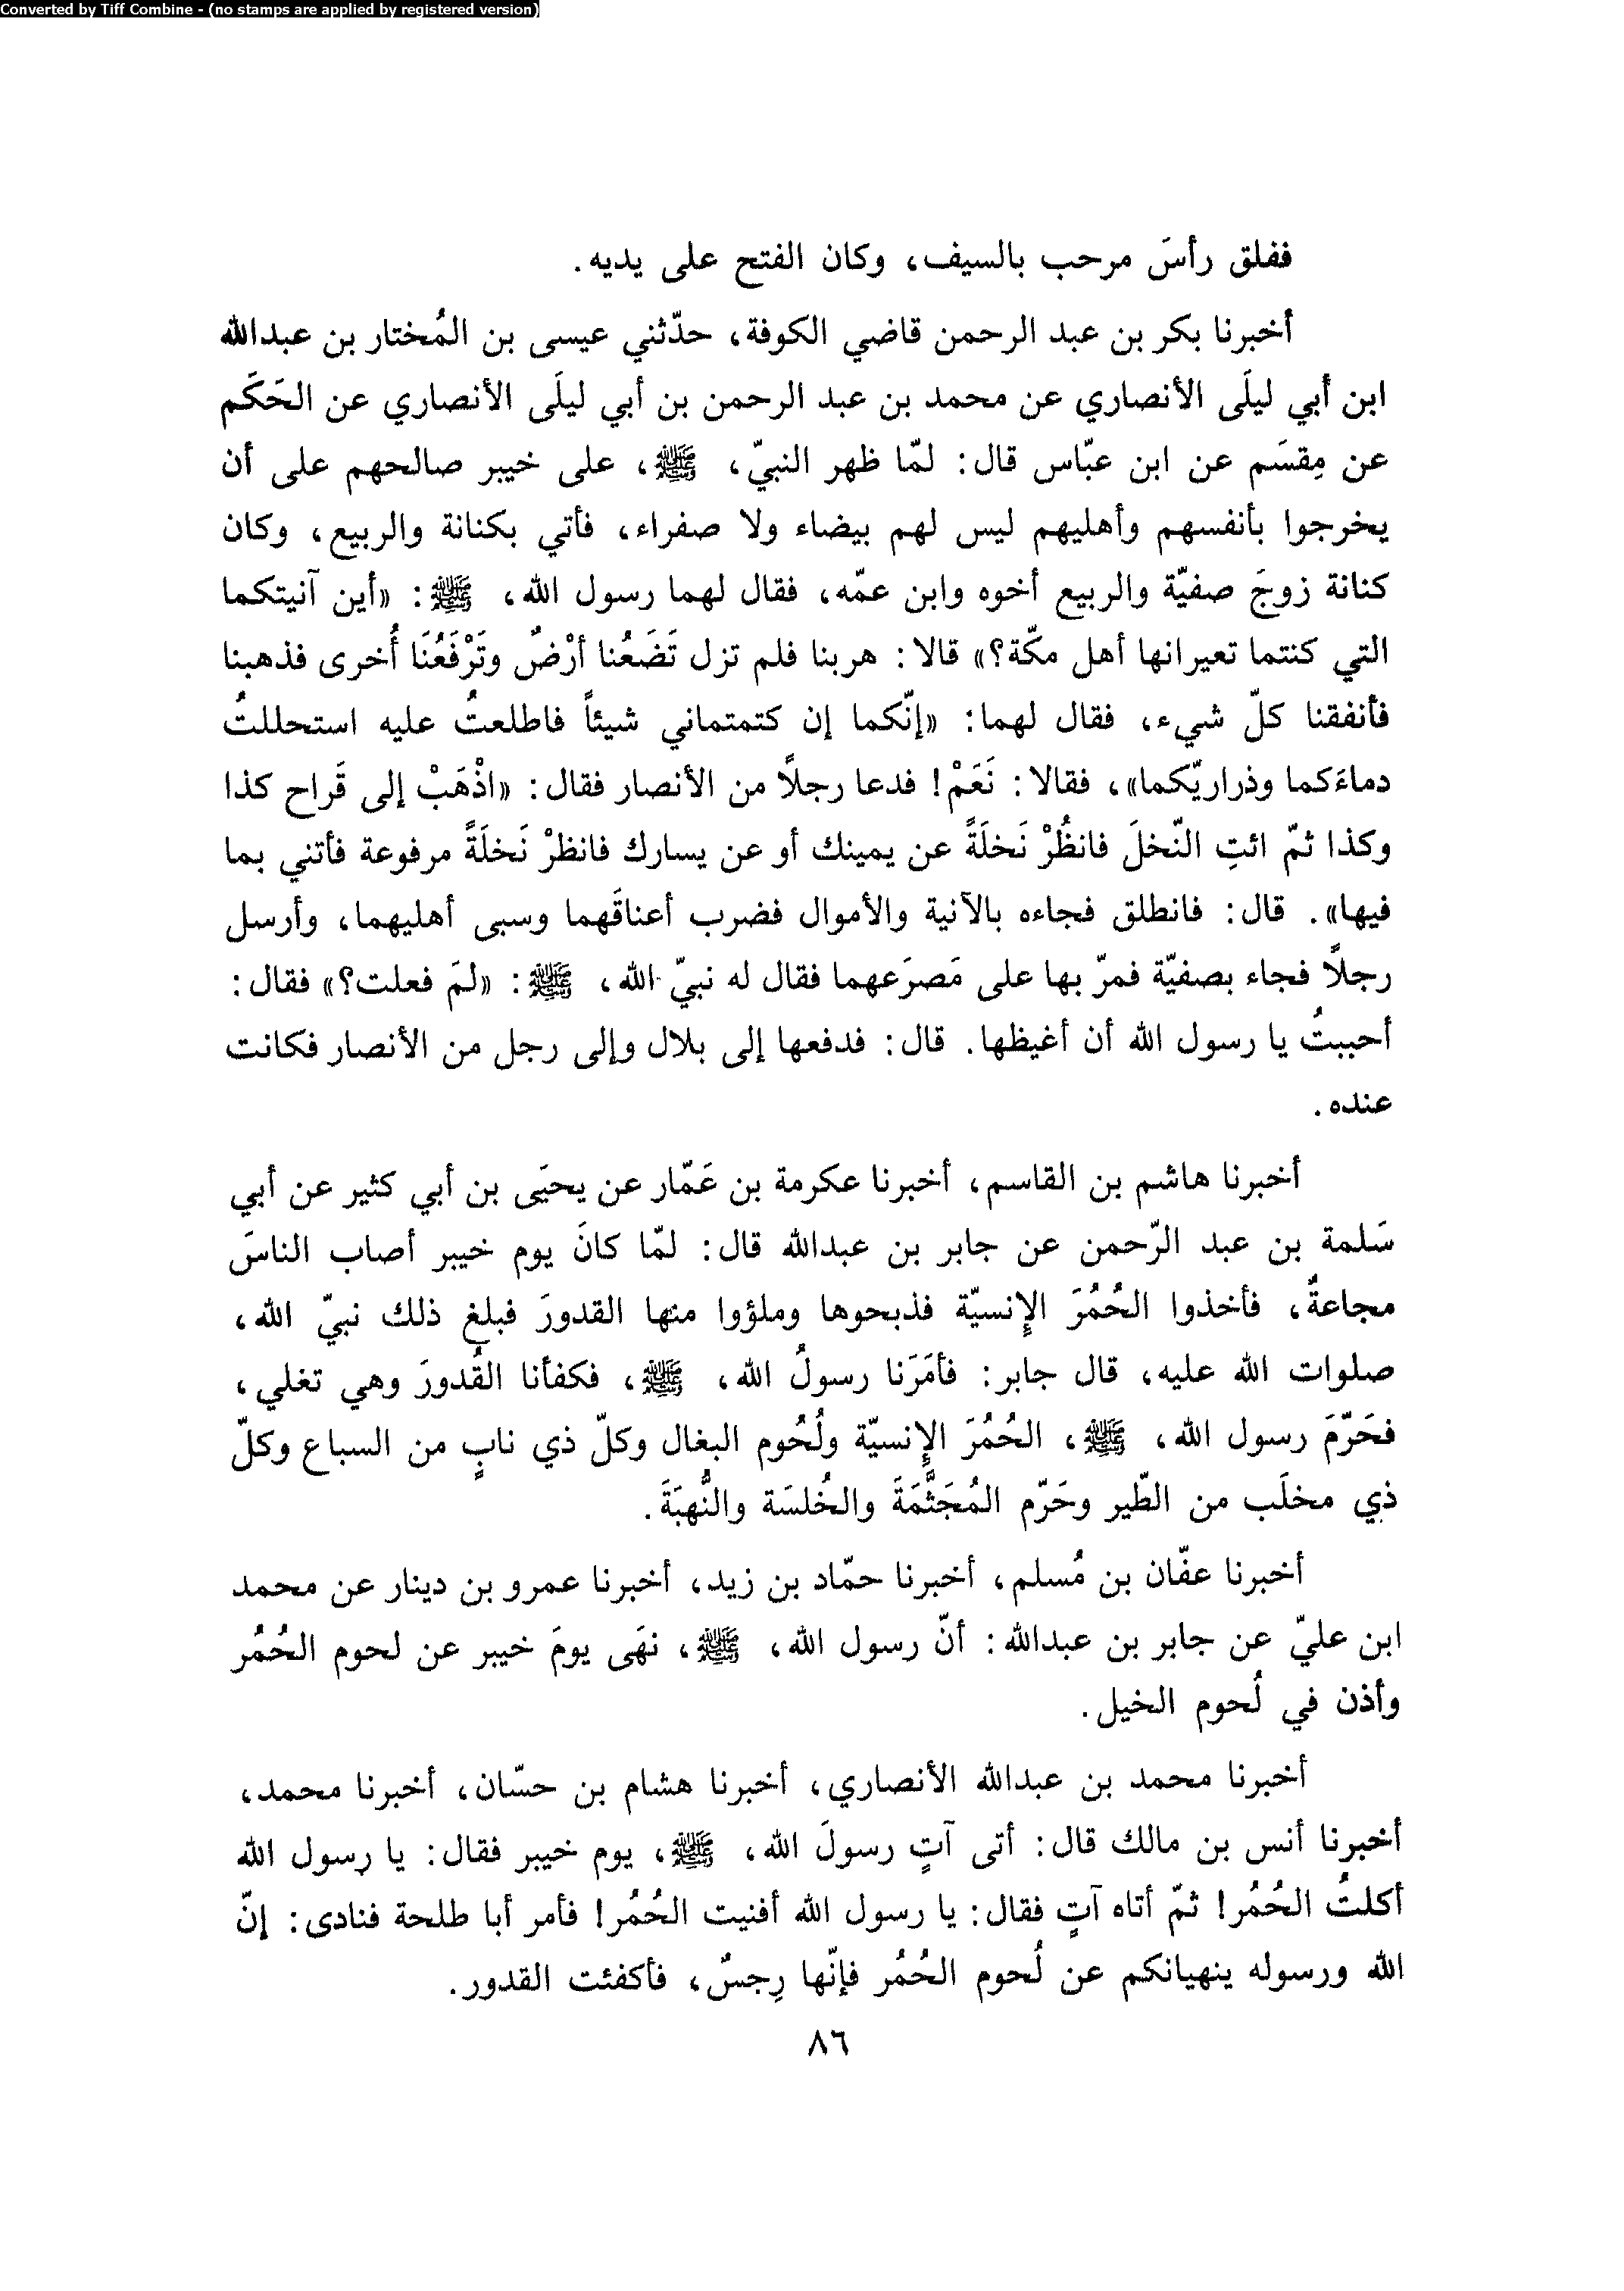 Converted by Tiff Combine - (no stamps are applied by registered version)
ففلق رأسَ مرحب بالسيف، وكان الفتح على يديه.
أخبرنا بكر بن عبد الرحمن قاضي الكوفة، حدّثني عيسى بن المُختار بن عبدالله
ابن أبي ليلَى الأنصاري عن محمد بن عبد الرحمن بن أبي ليلَى الأنصاري عن الحَكَم
عن مِقسَم عن ابن عبّاس قال: لمّا ظهر النبيّ، ﷺ، على خيبر صالحهم على أن
يخرجوا بأنفسهم وأهليهم ليس لهم بيضاء ولا صفراء، فأتي بكنانة والربيع، وكان
كنانة زوجَ صفيّة والربيع أخوه وابن عمّه، فقال لهما رسول الله، ﷺ: «أين آنيتكما
التي كنتما تعيرانها أهل مكّة؟» قالا: هربنا فلم تزل تَضَعُنا أرْضٌ وتَرْفَعُنَا أُخرى فذهبنا
فأنفقنا كلّ شيء، فقال لهما: «إنّكما إن كتمتماني شيئاً فاطلعتُ عليه استحللتُ
دماءَكما وذراريّكما»، فقالا: نَعَمْ! فدعا رجلاً من الأنصار فقال: «اذْهَبْ إلى قَراح كذا
وكذا ثمّ ائتِ النّخلَ فانظُرْ نَخلَةً عن يمينك أو عن يسارك فانظرْ نَخلَةً مرفوعة فأتني بما
فيها». قال: فانطلق فجاءه بالآنية والأموال فضرب أعناقَهما وسبى أهليهما، وأرسل
رجلاً فجاء بصفيّة فمرّ بها على مَصرَعهما فقال له نبيّ الله، ﷺ: «لمَ فعلت؟» فقال:
أحببتُ يا رسول الله أن أغيظها. قال: فدفعها إلى بلال وإلى رجل من الأنصار فكانت
عنده.
أخبرنا هاشم بن القاسم، أخبرنا عكرمة بن عَمّار عن يحيَى بن أبي كثير عن أبي
سَلمة بن عبد الرّحمن عن جابر بن عبدالله قال: لمّا كانَ يوم خيبر أصاب الناسَ
مجاعةٌ، فأخذوا الحُمُرَ الإنسيّة فذبحوها وملؤوا منها القدورَ فبلغ ذلك نبيّ الله،
صلوات الله عليه، قال جابر: فأمَرَنا رسولُ الله، ﷺ، فكفأنا القُدورَ وهي تغلي،
فحَرّمَ رسول الله، ﷺ، الحُمُرَ الإنسيّة ولُحُوم البغال وكلّ ذي نابٍ من السباع وكلّ
ذي مخلَب من الطّير وحَرّم المُجَثَّمَةَ والخُلسَة والنُّهبَةَ.
أخبرنا عفّان بن مُسلم، أخبرنا حمّاد بن زيد، أخبرنا عمرو بن دينار عن محمد
ابن عليّ عن جابر بن عبدالله: أنّ رسول الله، ﷺ، نهَى يومَ خيبر عن لحوم الحُمُر
وأذن في لُحوم الخيل.
أخبرنا محمد بن عبدالله الأنصاري، أخبرنا هشام بن حسّان، أخبرنا محمد،
أخبرنا أنس بن مالك قال: أتى آتٍ رسولَ الله، ﷺ، يوم خيبر فقال: يا رسول الله
أكلتُ الحُمُر! ثمّ أتاه آتٍ فقال: يا رسول الله أفنيت الحُمُر! فأمر أبا طلحة فنادى: إنّ
الله ورسوله ينهيانكم عن لُحوم الحُمُر فإنّها رِجسٌ، فأكفئت القدور.
٨٦